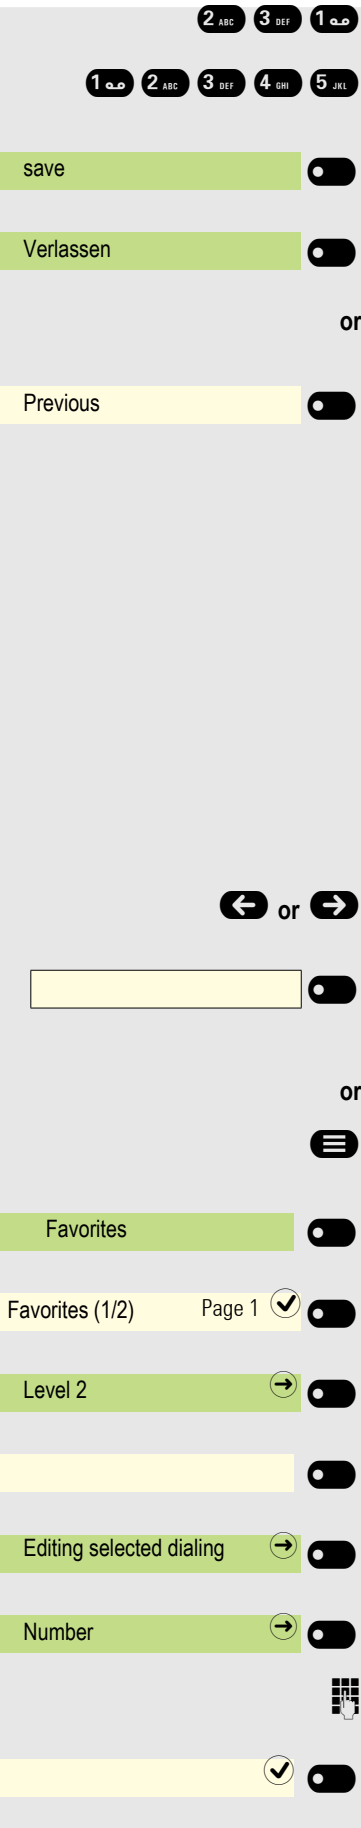 2 ABC 3 DEF 1
1 2 ABC 3 DEF 4 GHI 5 JKL
save
Verlassen
or
Previous
or
or
Favorites
Favorites (1/2) Page 1
Level 2
Editing selected dialing
Number